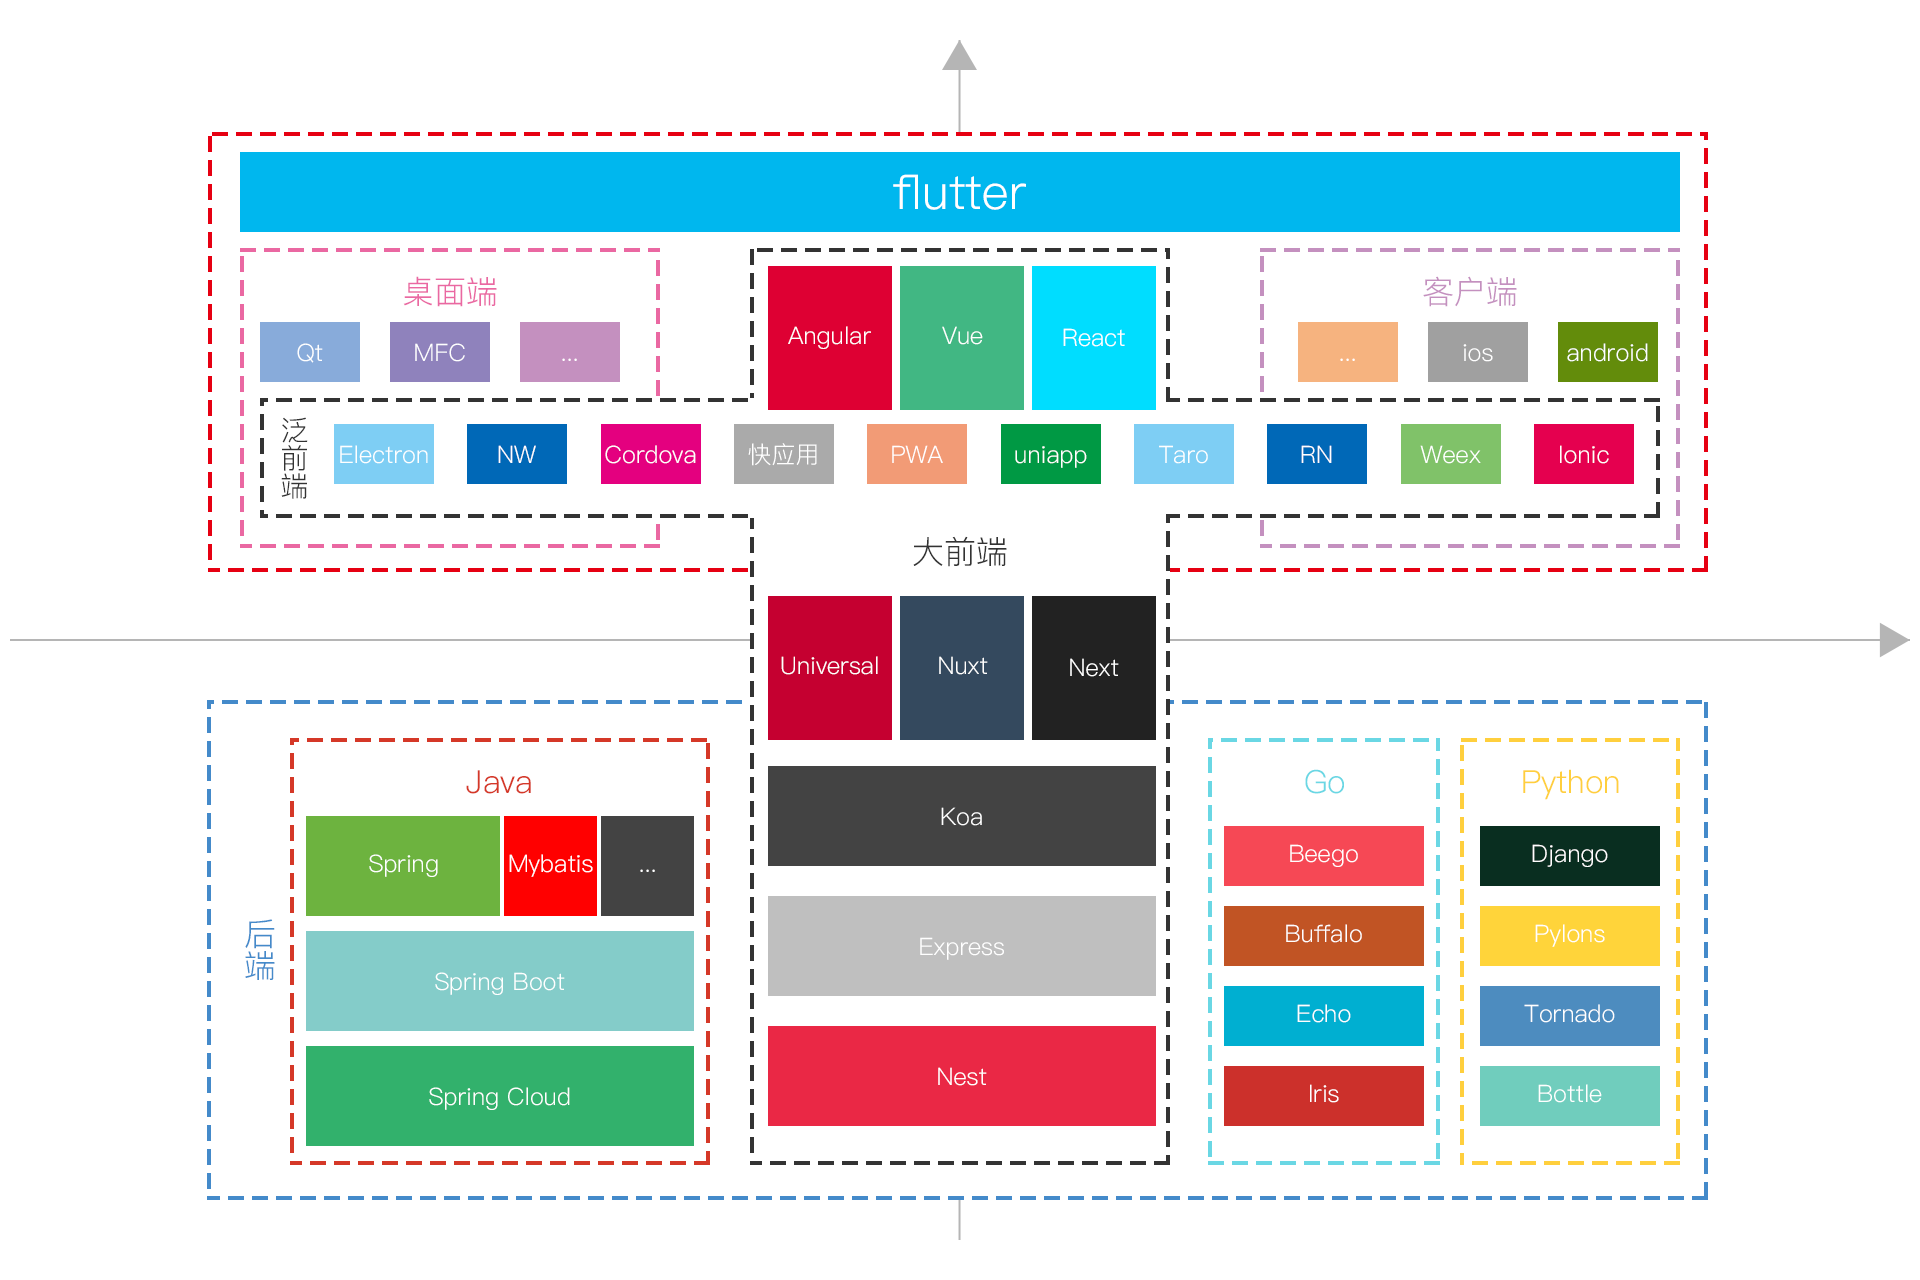 flutter
桌面端
Qt
MFC
...
Angular
Vue
React
客户端
...
ios
android
泛前端
Electron
NW
Cordova
快应用
PWA
uniapp
Taro
RN
Weex
Ionic
大前端
Universal
Nuxt
Next
后端
Java
Spring
Mybatis
...
Spring Boot
Spring Cloud
Koa
Express
Nest
Go
Beego
Buffalo
Echo
Iris
Python
Django
Pylons
Tornado
Bottle